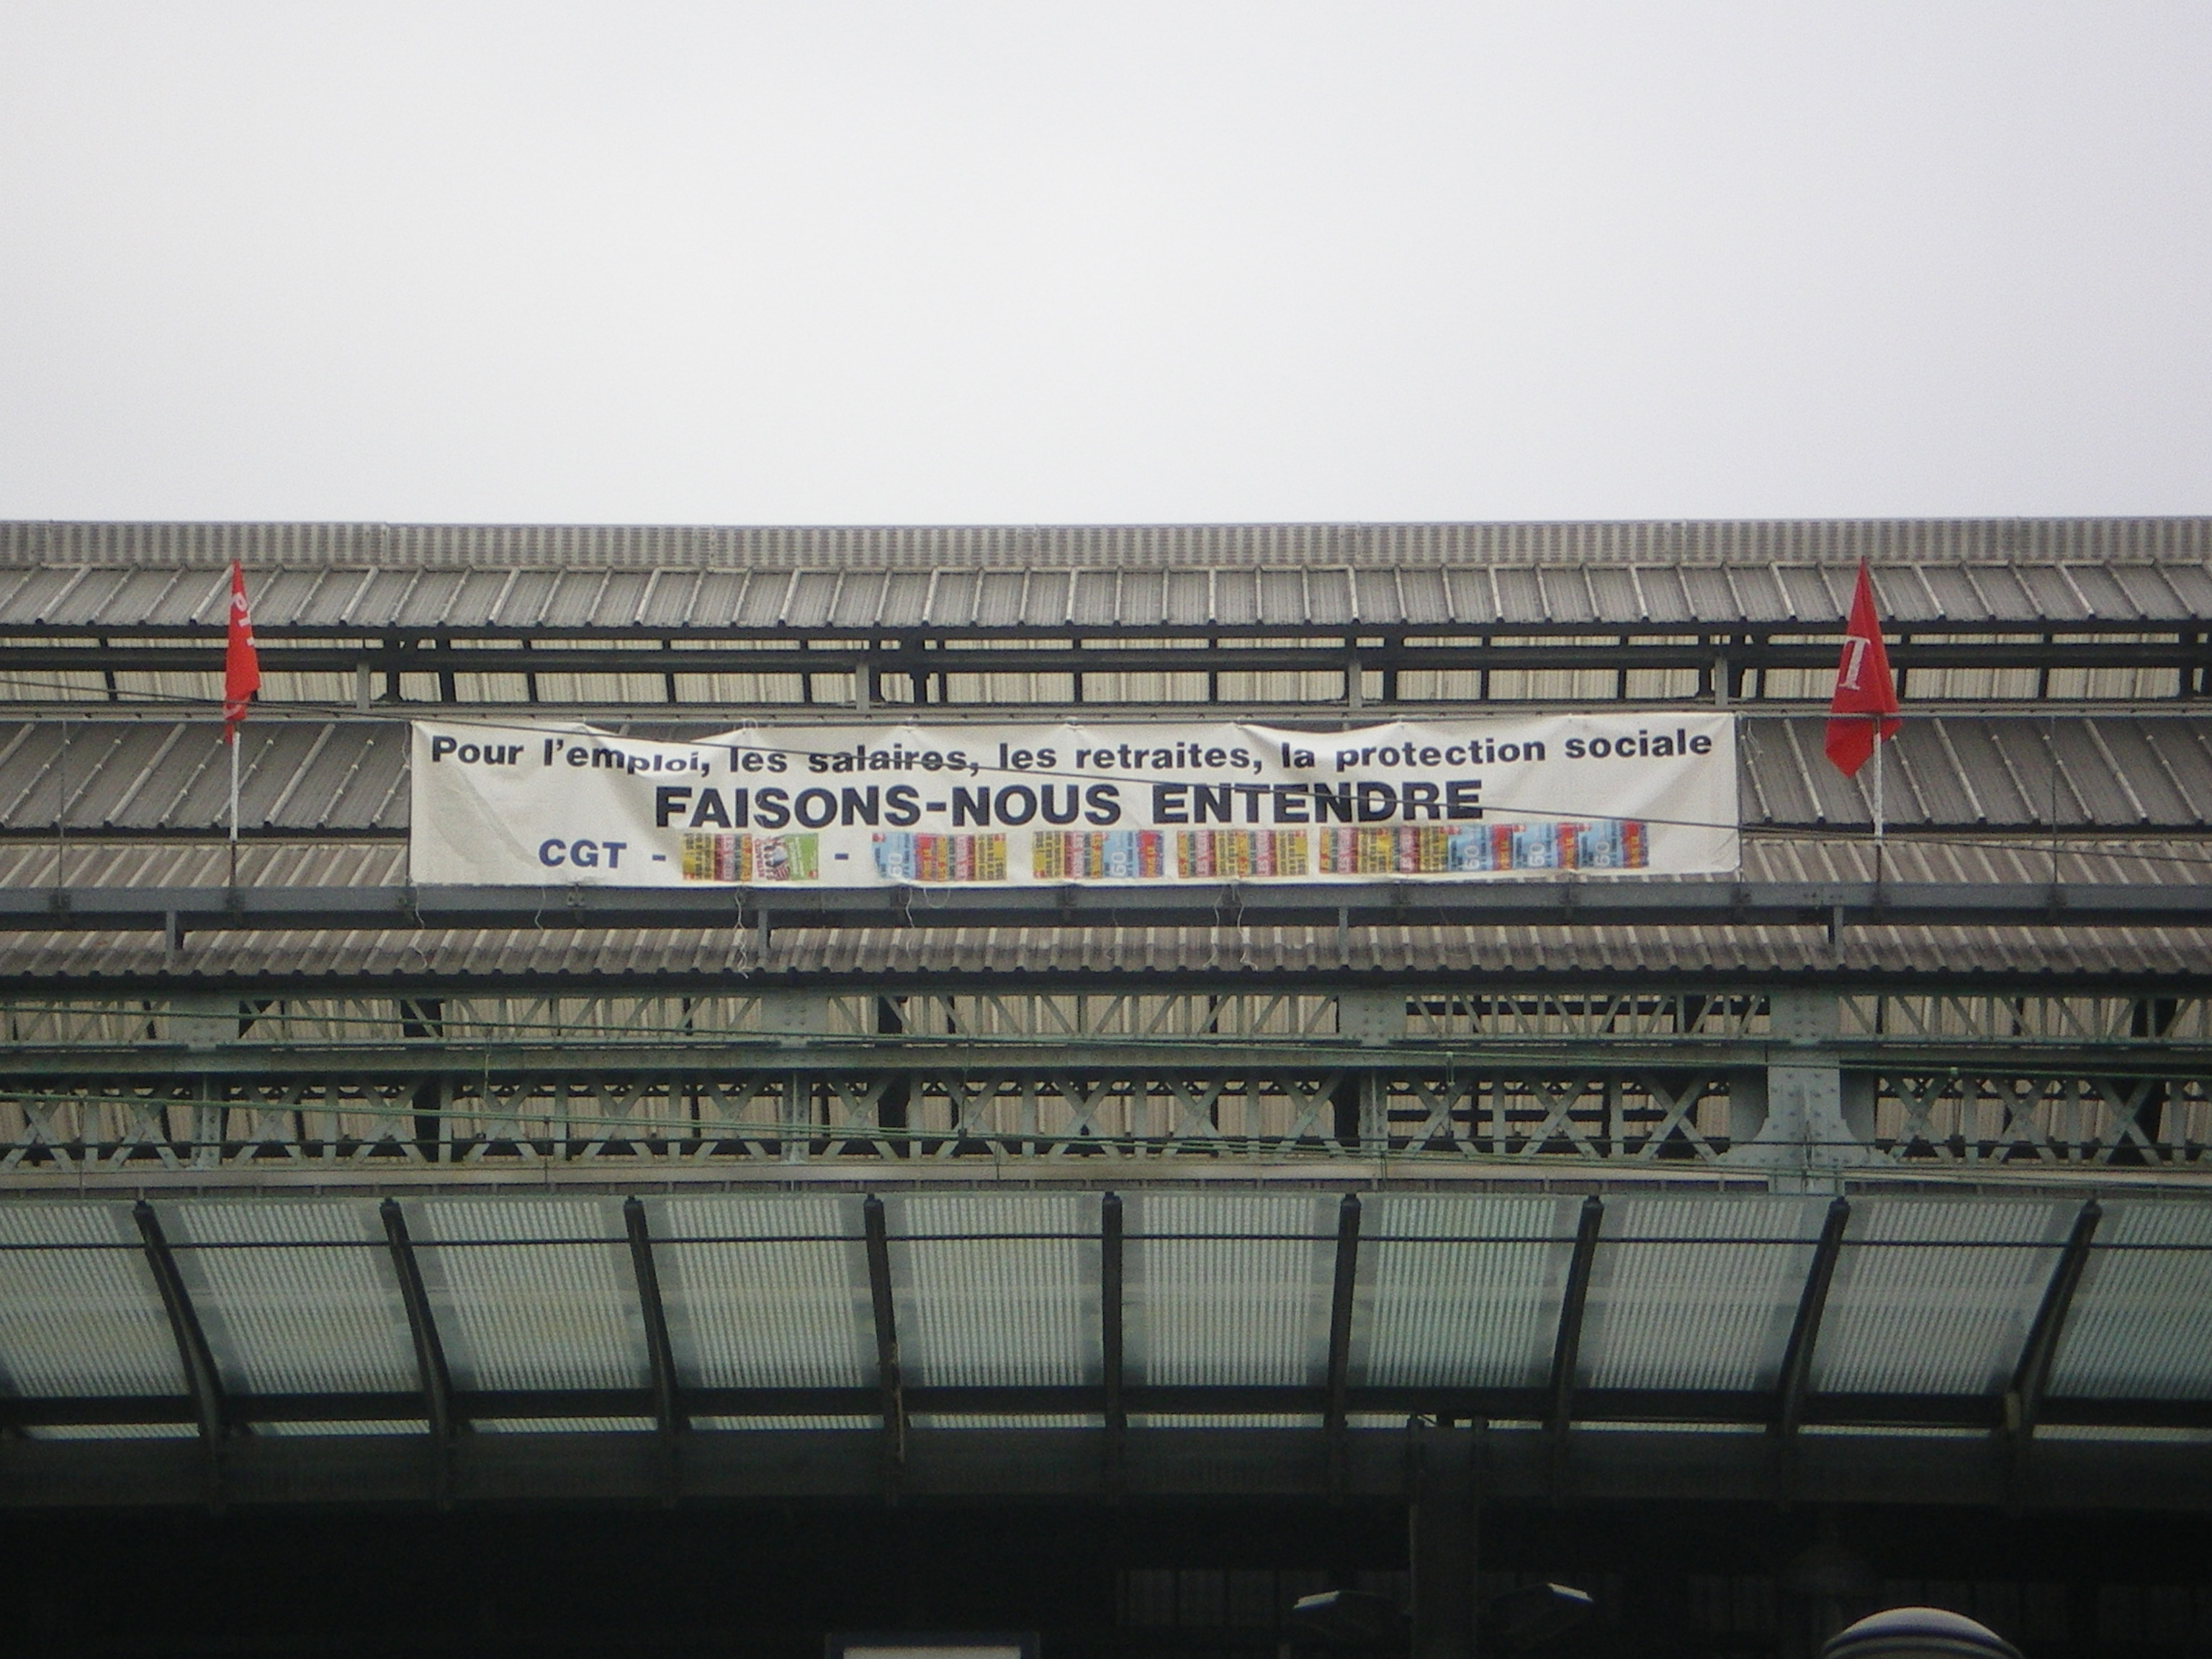 Pour l'emploi, les salaires, les retraites, la protection sociale
FAISONS-NOUS ENTENDRE
CGT - -